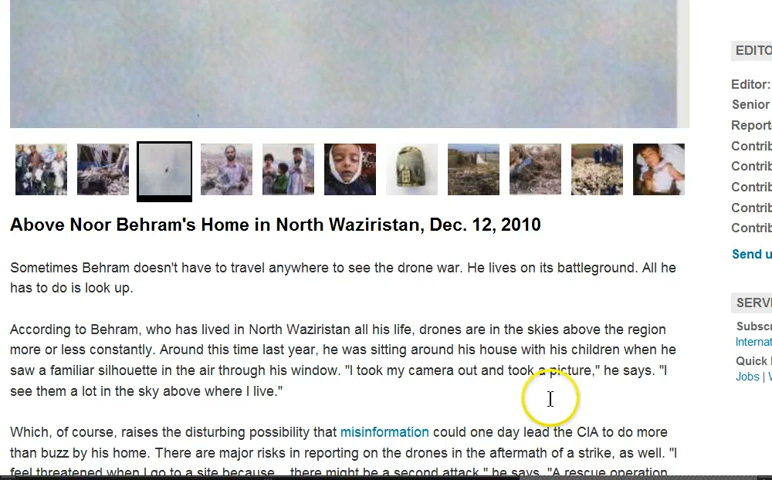 EDITO
Editor:
Senior
Report
Contrib
Contrib
Contrib
Contrib
Contrib
Send u
SERV
Subscr
Internat
Quick
Jobs | W
Above Noor Behram's Home in North Waziristan, Dec. 12, 2010
Sometimes Behram doesn't have to travel anywhere to see the drone war. He lives on its battleground. All he
has to do is look up.
According to Behram, who has lived in North Waziristan all his life, drones are in the skies above the region
more or less constantly. Around this time last year, he was sitting around his house with his children when he
saw a familiar silhouette in the air through his window. "I took my camera out and took a picture," he says. "I
see them a lot in the sky above where I live."
Which, of course, raises the disturbing possibility that misinformation could one day lead the CIA to do more
than buzz by his home. There are major risks in reporting on the drones in the aftermath of a strike, as well. "I
feel threatened when I go to a site because... there might be a second attack," he says. "A rescue operation